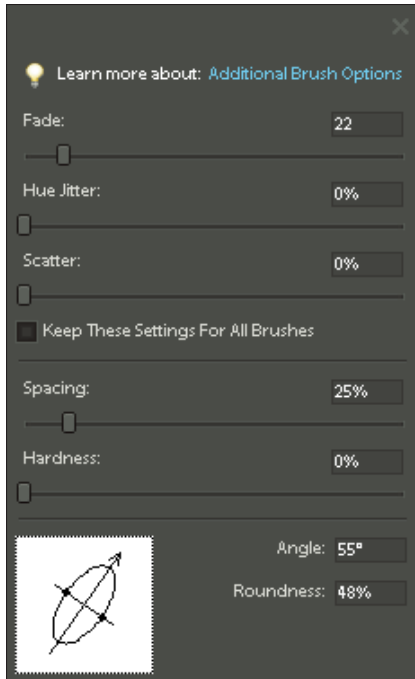 Learn more about: Additional Brush Options
Fade: 22
Hue Jitter: 0%
Scatter: 0%
Keep These Settings For All Brushes
Spacing: 25%
Hardness: 0%
Angle: 55°
Roundness: 48%